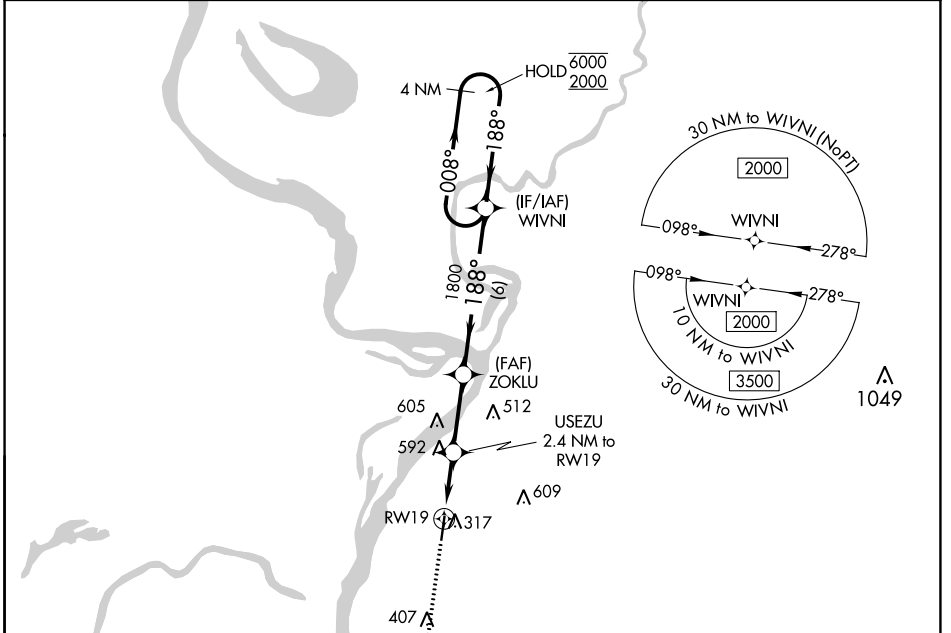 HOLD 6000
2000
4 NM
188°
008°
(IF/IAF)
WIVNI
1800
188°
(6)
(FAF)
ZOKLU
605
512
592
USEZU
2.4 NM to
RW19
609
RW19
317
407
30 NM to WIVNI (NoPT)
2000
WIVNI
098°
278°
098°
278°
WIVNI
2000
10 NM to WIVNI
3500
30 NM to WIVNI
1049